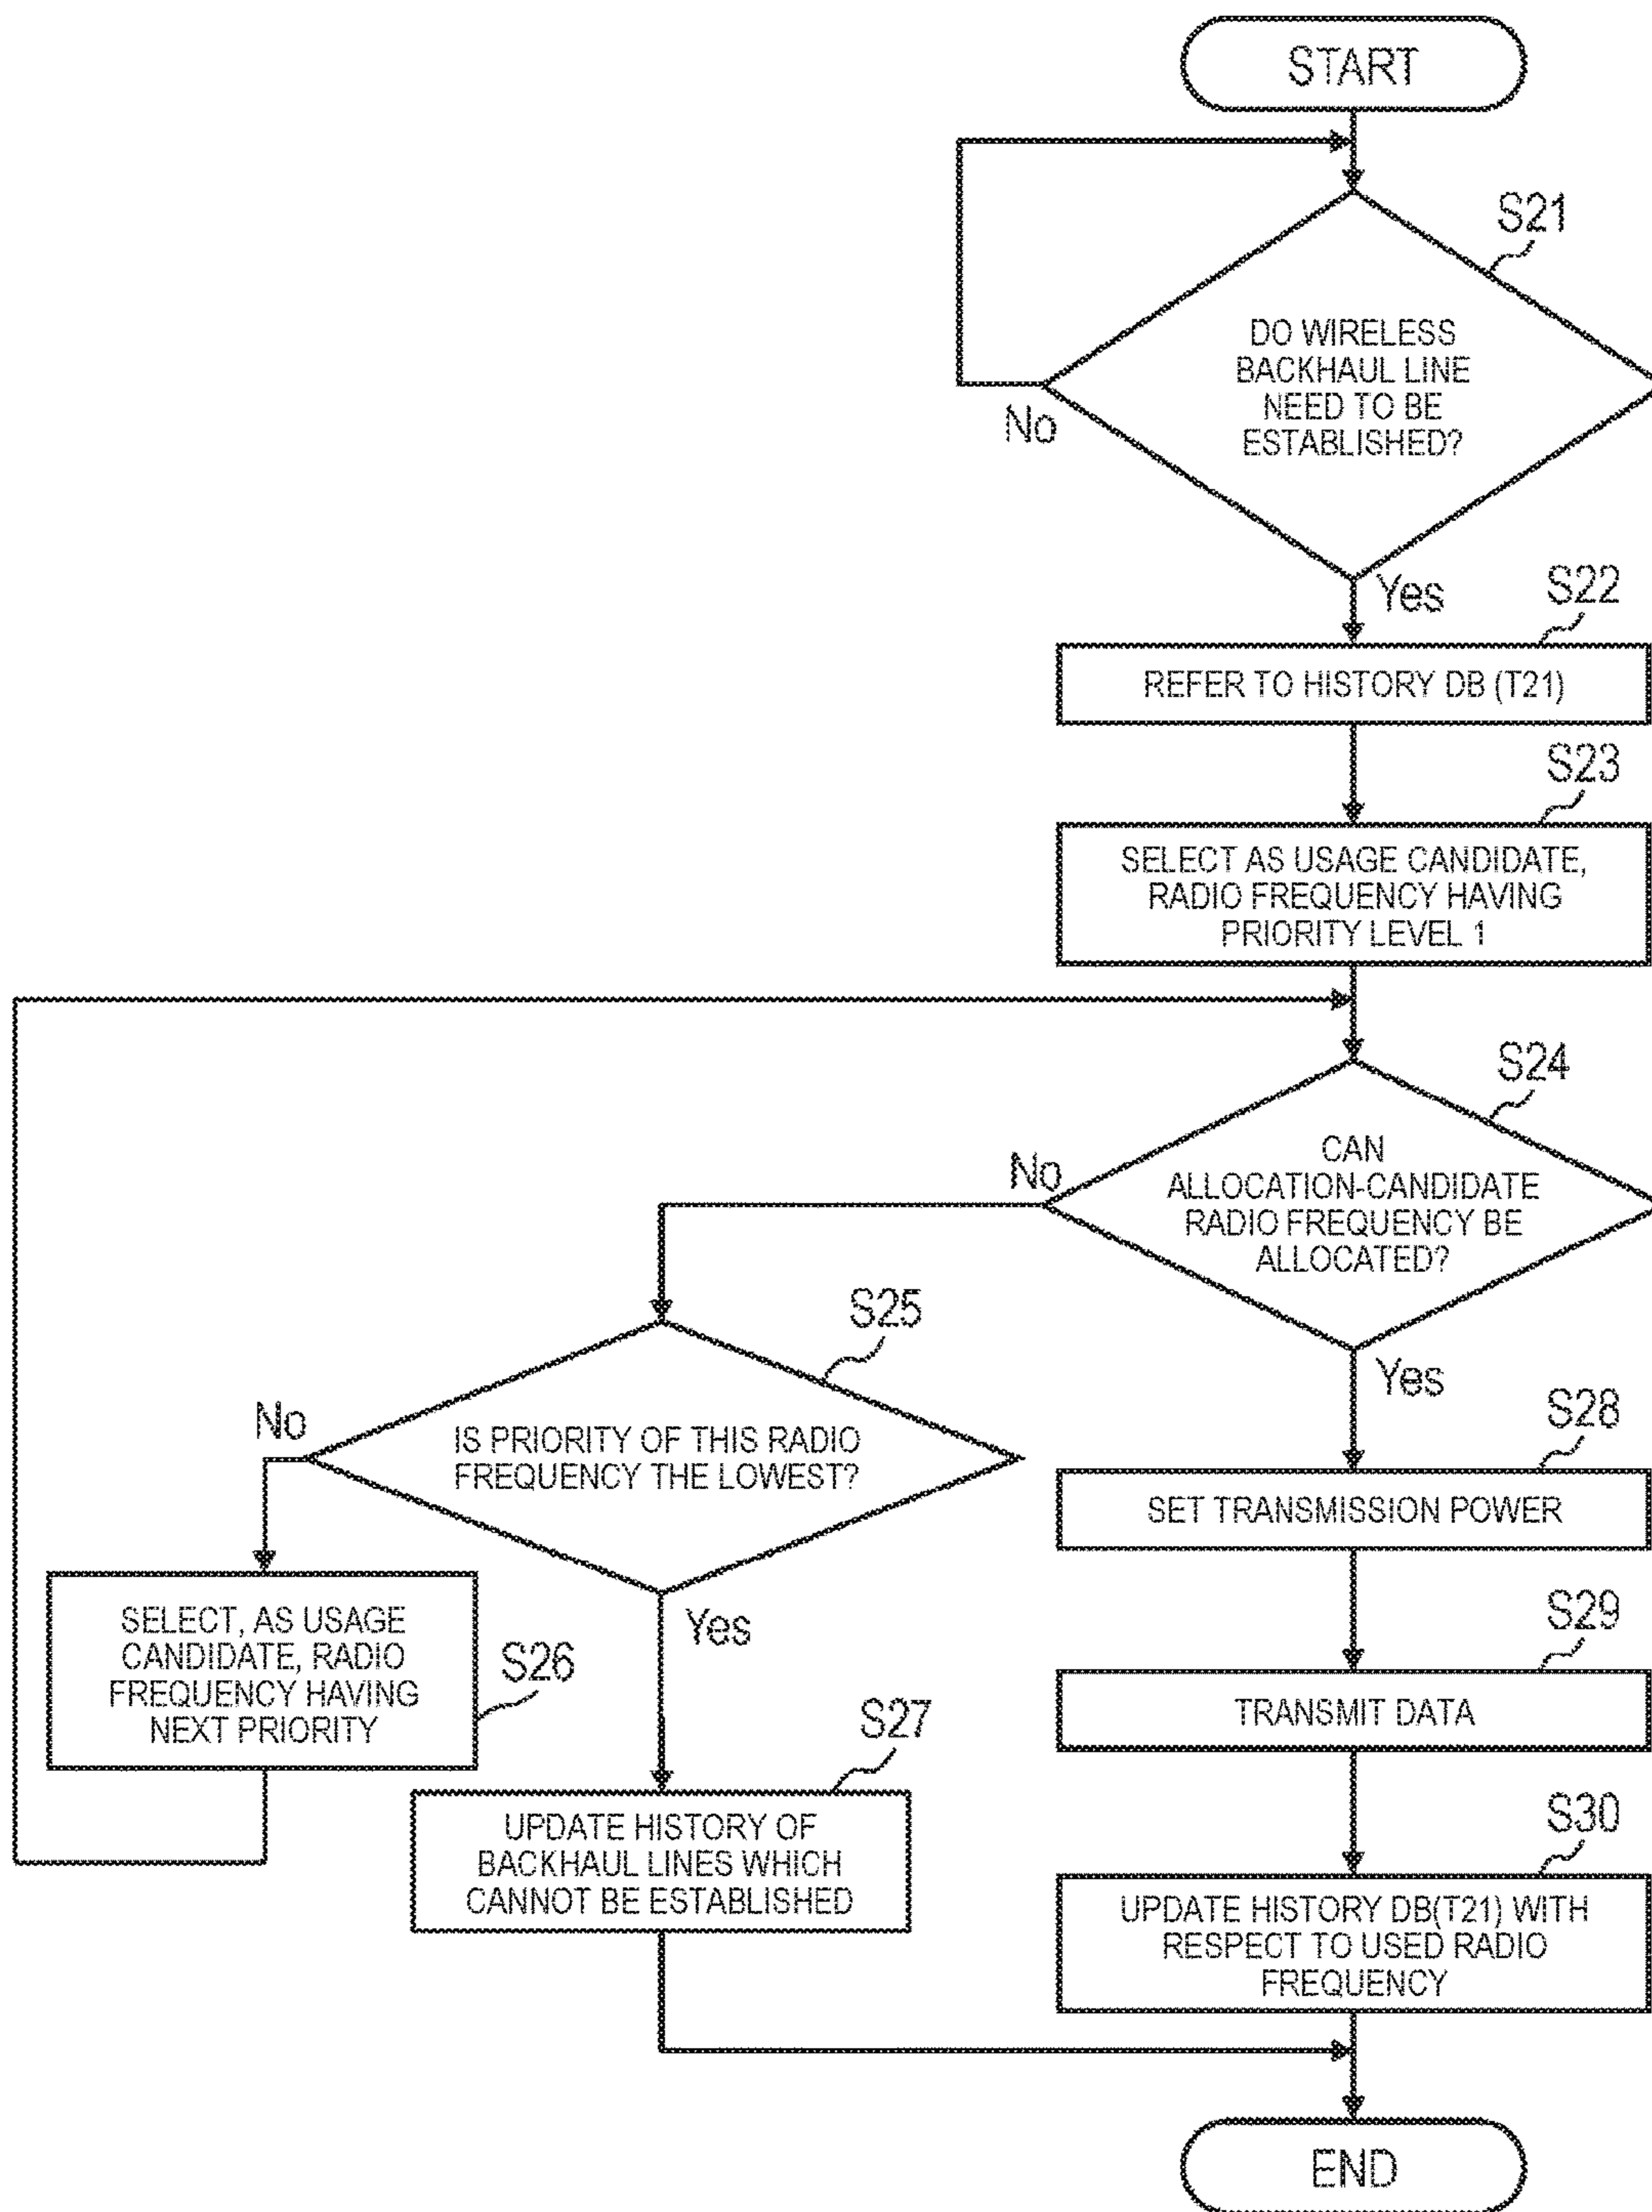 START
S21
DO WIRELESS
BACKHAUL LINE
NEED TO BE
ESTABLISHED?
No
Yes
S22
REFER TO HISTORY DB (T21)
S23
SELECT AS USAGE CANDIDATE,
RADIO FREQUENCY HAVING
PRIORITY LEVEL 1
S24
CAN
ALLOCATION-CANDIDATE
RADIO FREQUENCY BE
ALLOCATED?
No
Yes
S25
IS PRIORITY OF THIS RADIO
FREQUENCY THE LOWEST?
No
Yes
S26
SELECT, AS USAGE
CANDIDATE, RADIO
FREQUENCY HAVING
NEXT PRIORITY
S27
UPDATE HISTORY OF
BACKHAUL LINES WHICH
CANNOT BE ESTABLISHED
S28
SET TRANSMISSION POWER
S29
TRANSMIT DATA
S30
UPDATE HISTORY DB(T21) WITH
RESPECT TO USED RADIO
FREQUENCY
END